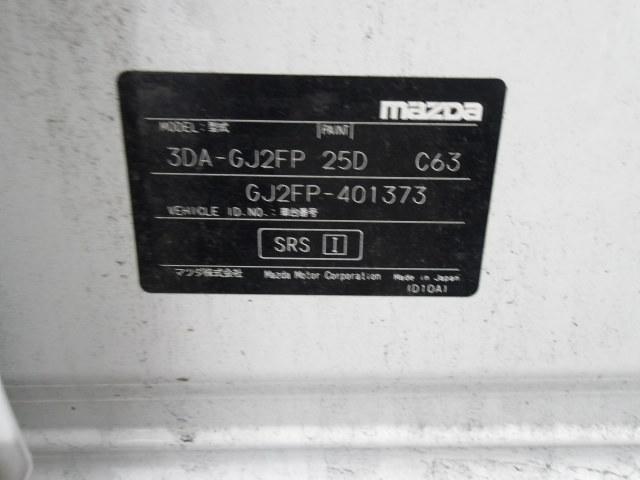 mazda
MODEL:型式 PAINT
3DA-GJ2FP 25D C63
GJ2FP-401373
VEHICLE ID.NO.:車台番号
SRS I
マツダ株式会社 Mazda Motor Corporation Made in Japan
ID10A1